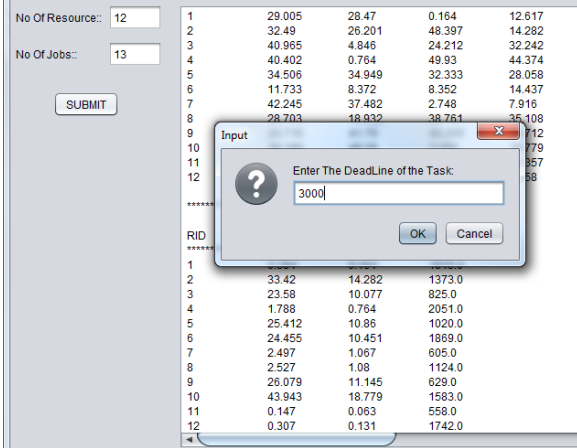 No Of Resource:: 12
No Of Jobs:: 13
SUBMIT
1 29.005 28.47 0.164 12.617
2 32.49 26.201 48.397 14.282
3 40.965 4.846 24.212 32.242
4 40.402 0.764 49.93 44.374
5 34.506 34.949 32.333 28.058
6 11.733 8.372 8.352 14.437
7 42.245 37.482 2.748 7.916
8 28.703 18.932 38.761 35.108
9
10
11
12
Input
Enter The DeadLine of the Task:
3000
OK Cancel
RID
1
2 33.42 14.282 1373.0
3 23.58 10.077 825.0
4 1.788 0.764 2051.0
5 25.412 10.86 1020.0
6 24.455 10.451 1869.0
7 2.497 1.067 605.0
8 2.527 1.08 1124.0
9 26.079 11.145 629.0
10 43.943 18.779 1583.0
11 0.147 0.063 558.0
12 0.307 0.131 1742.0